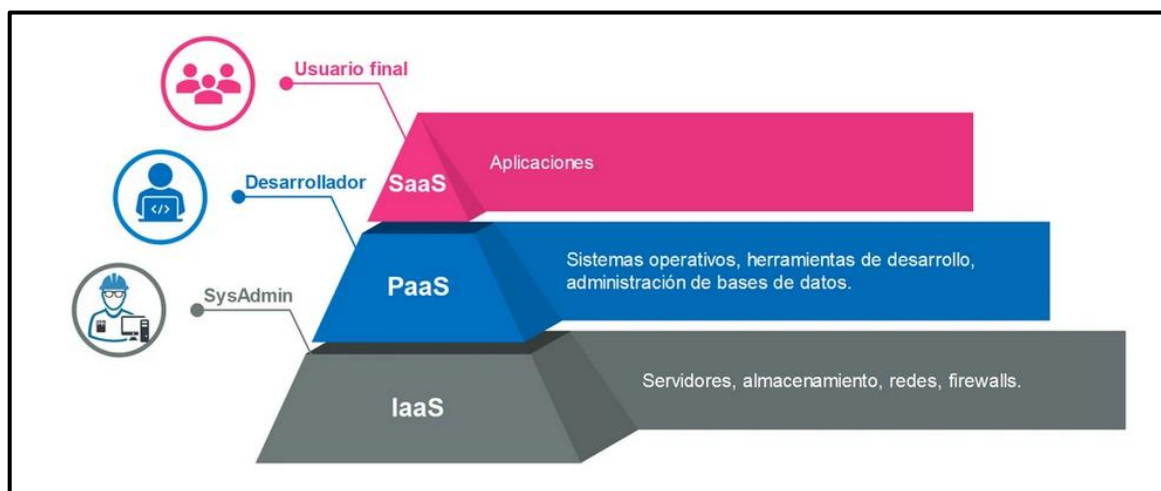 Usuario final
SaaS
Aplicaciones
Desarrollador
PaaS
Sistemas operativos, herramientas de desarrollo,
administración de bases de datos.
SysAdmin
IaaS
Servidores, almacenamiento, redes, firewalls.